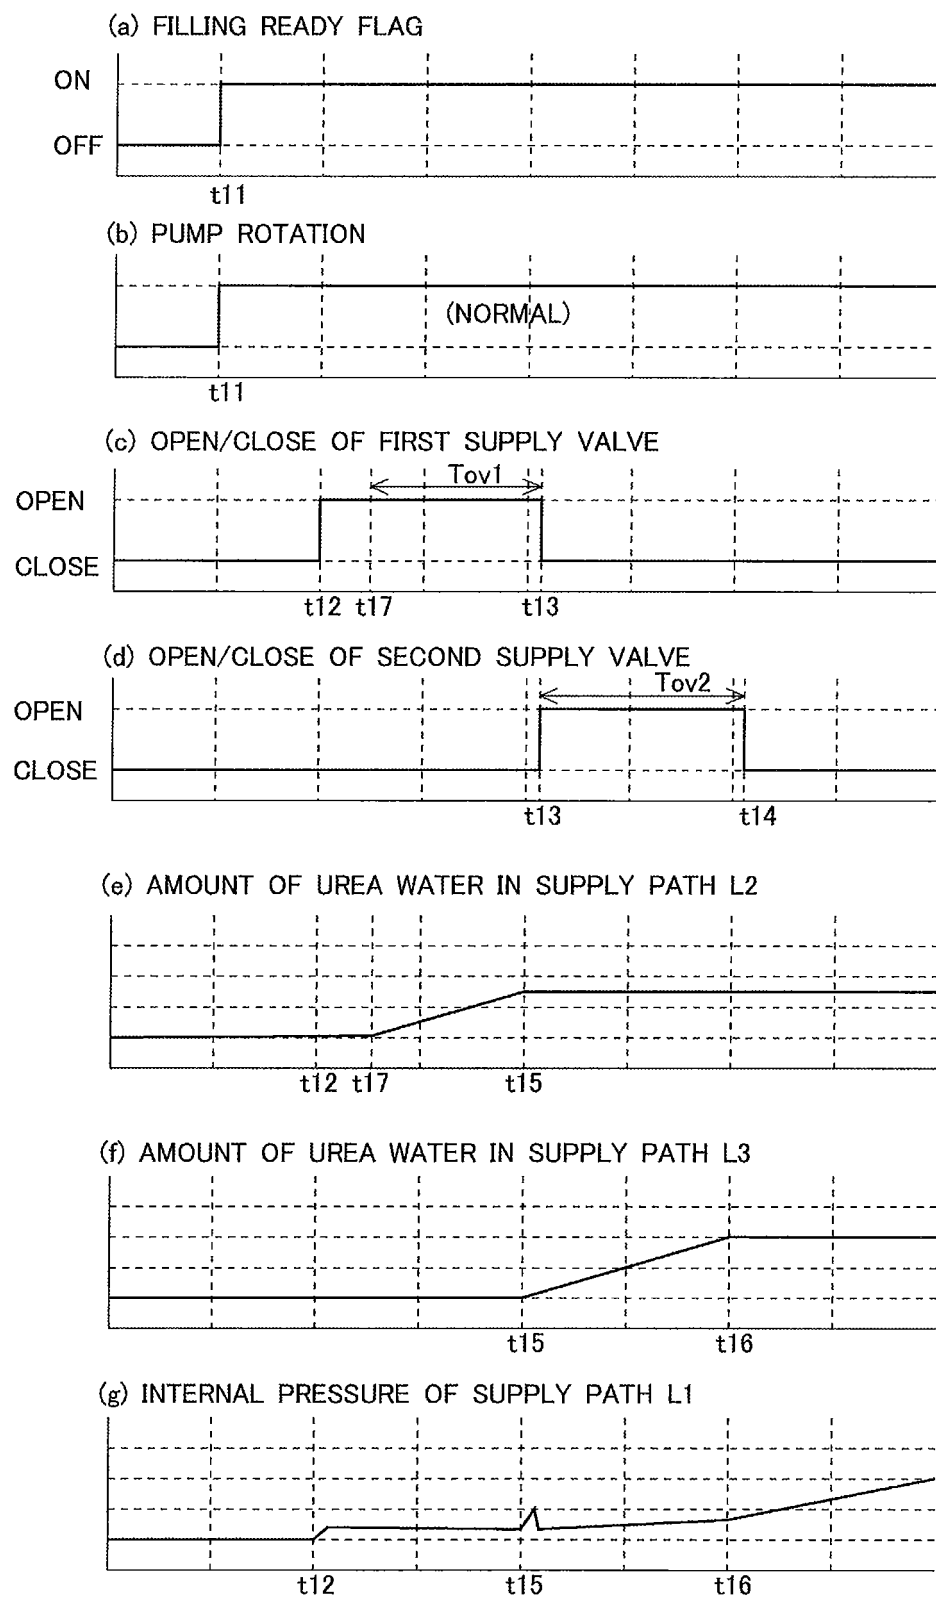 (a) FILLING READY FLAG
ON
OFF
t11
(b) PUMP ROTATION
(NORMAL)
t11
(c) OPEN/CLOSE OF FIRST SUPPLY VALVE
Tov1
OPEN
CLOSE
t12 t17 t13
(d) OPEN/CLOSE OF SECOND SUPPLY VALVE
Tov2
OPEN
CLOSE
t13 t14
(e) AMOUNT OF UREA WATER IN SUPPLY PATH L2
t12 t17 t15
(f) AMOUNT OF UREA WATER IN SUPPLY PATH L3
t15 t16
(g) INTERNAL PRESSURE OF SUPPLY PATH L1
t12 t15 t16